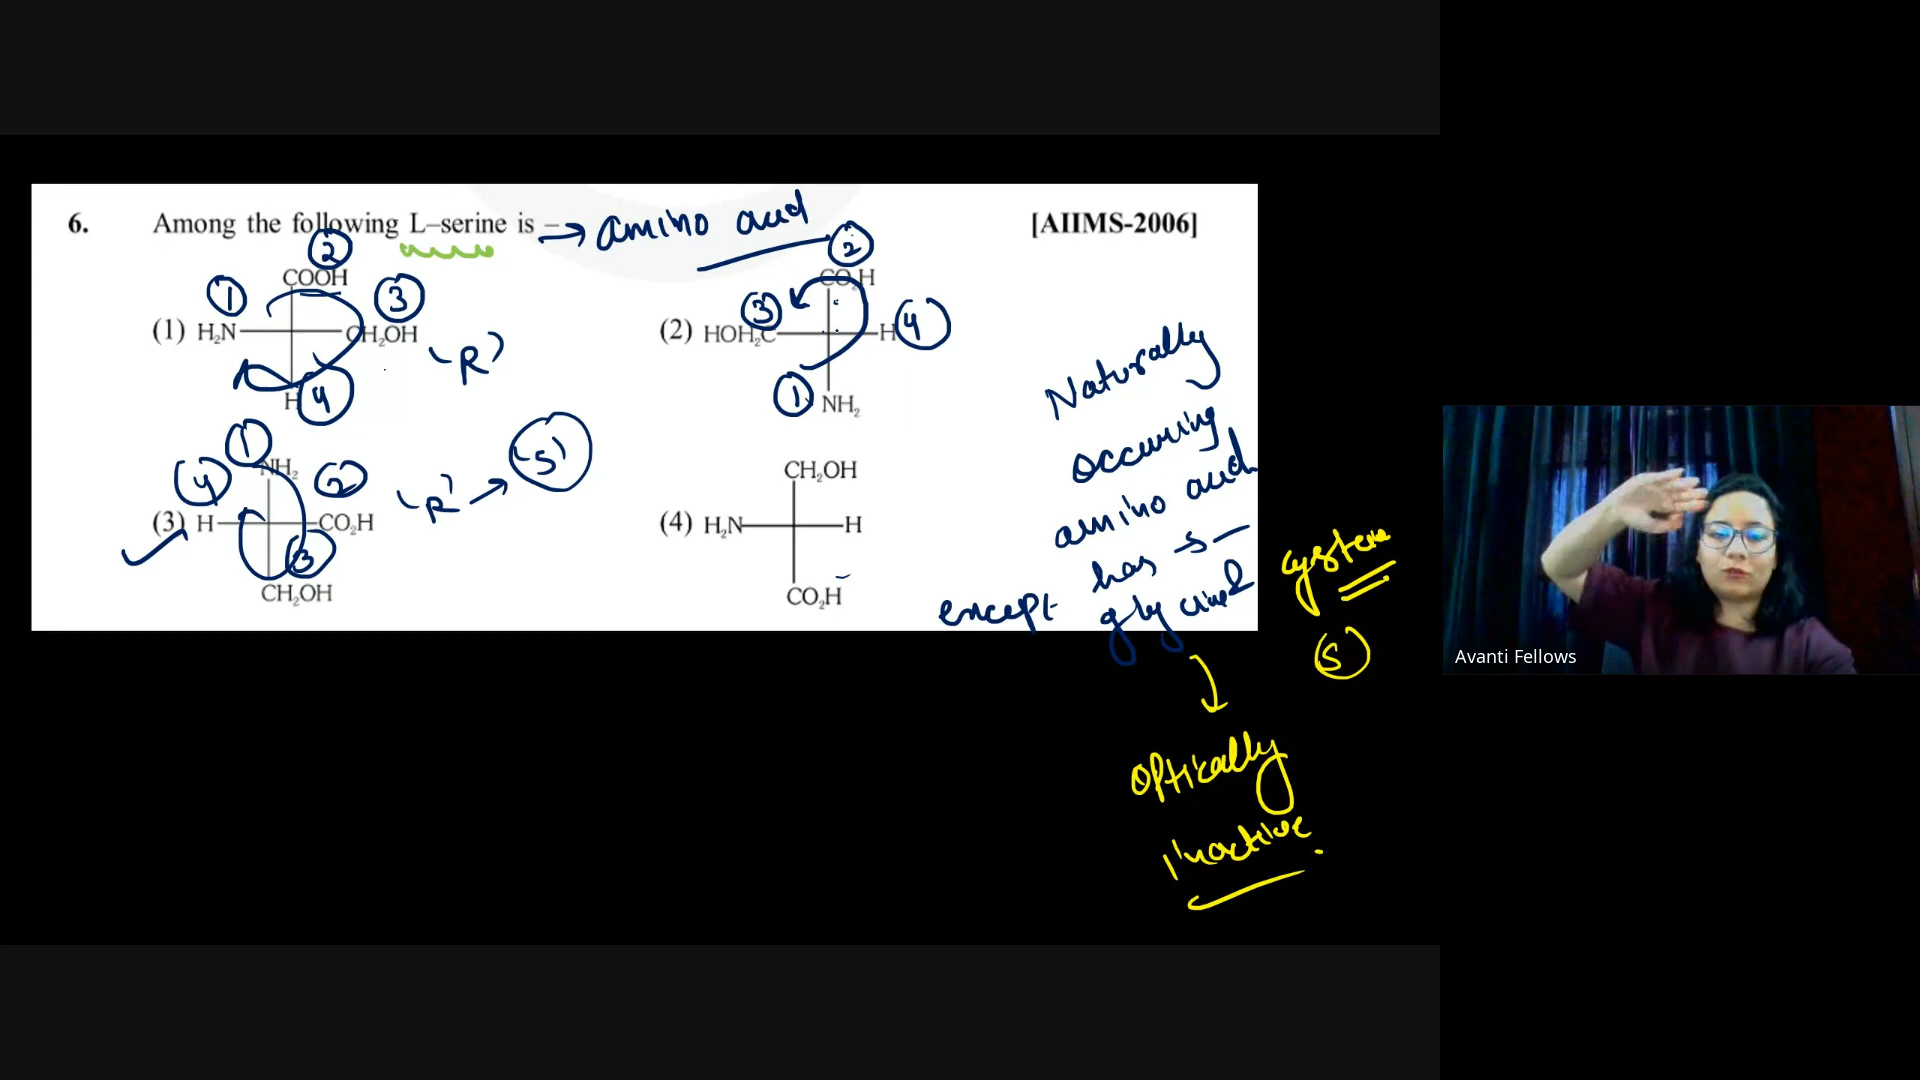 6. Among the following L–serine is – → amino acid [AIIMS-2006]
② ②
① COOH ③ ③ CO₂H
(1) H₂N CH₂OH 'R' (2) HOH₂C H ④
H ④ ① NH₂
Naturally
occuring
amino acid
has s –
except glycine
① NH₂ ② 'R' → 'S'
④ (3) H CO₂H
③
CH₂OH
CH₂OH
(4) H₂N H
CO₂H
S
optically
inactive
Avanti Fellows